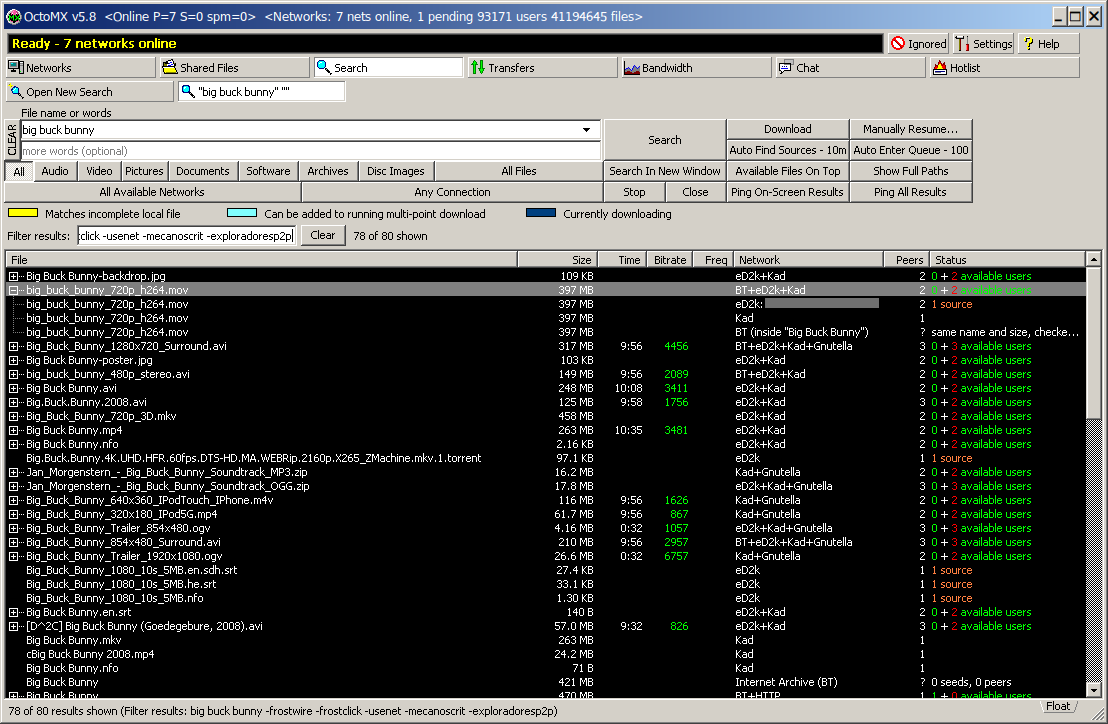 OctoMX v5.8 <Online P=7 S=0 spm=0> <Networks: 7 nets online, 1 pending 93171 users 41194645 files>
Ready - 7 networks online
Ignored Settings ? Help
Networks Shared Files Search Transfers Bandwidth Chat Hotlist
Open New Search "big buck bunny" ""
File name or words
CLEAR
big buck bunny
more words (optional)
Search
Download Manually Resume...
Auto Find Sources - 10m Auto Enter Queue - 100
All Audio Video Pictures Documents Software Archives Disc Images All Files Search In New Window Available Files On Top Show Full Paths
All Available Networks Any Connection Stop Close Ping On-Screen Results Ping All Results
Matches incomplete local file Can be added to running multi-point download Currently downloading
Filter results: click -usenet -mecanoscrit -exploradoresp2p Clear 78 of 80 shown
File Size Time Bitrate Freq Network Peers Status
Big Buck Bunny-backdrop.jpg 109 KB eD2k+Kad 2 0 + 2 available users
big_buck_bunny_720p_h264.mov 397 MB BT+eD2k+Kad 2 0 + 2 available users
big_buck_bunny_720p_h264.mov 397 MB eD2k: 2 1 source
big_buck_bunny_720p_h264.mov 397 MB Kad 1
big_buck_bunny_720p_h264.mov 397 MB BT (inside "Big Buck Bunny") ? same name and size, checke...
Big_Buck_Bunny_1280x720_Surround.avi 317 MB 9:56 4456 BT+eD2k+Kad+Gnutella 3 0 + 3 available users
Big Buck Bunny-poster.jpg 103 KB eD2k+Kad 2 0 + 2 available users
big_buck_bunny_480p_stereo.avi 149 MB 9:56 2089 BT+eD2k+Kad 2 0 + 2 available users
Big Buck Bunny.avi 248 MB 10:08 3411 eD2k+Kad 2 0 + 2 available users
Big.Buck.Bunny.2008.avi 125 MB 9:58 1756 eD2k+Kad 2 0 + 2 available users
Big_Buck_Bunny_720p_3D.mkv 458 MB eD2k+Kad 2 0 + 2 available users
Big Buck Bunny.mp4 263 MB 10:35 3481 eD2k+Kad 2 0 + 2 available users
Big Buck Bunny.nfo 2.16 KB eD2k+Kad 2 0 + 2 available users
Big.Buck.Bunny.4K.UHD.HFR.60fps.DTS-HD.MA.WEBRip.2160p.X265_ZMachine.mkv.1.torrent 97.1 KB eD2k 1 1 source
Jan_Morgenstern_-_Big_Buck_Bunny_Soundtrack_MP3.zip 16.2 MB Kad+Gnutella 2 0 + 2 available users
Jan_Morgenstern_-_Big_Buck_Bunny_Soundtrack_OGG.zip 17.8 MB eD2k+Kad+Gnutella 3 0 + 3 available users
Big_Buck_Bunny_640x360_IPodTouch_IPhone.m4v 116 MB 9:56 1626 Kad+Gnutella 2 0 + 2 available users
Big_Buck_Bunny_320x180_IPod5G.mp4 61.7 MB 9:56 867 Kad+Gnutella 2 0 + 2 available users
Big_Buck_Bunny_Trailer_854x480.ogv 4.16 MB 0:32 1057 eD2k+Kad+Gnutella 3 0 + 3 available users
Big_Buck_Bunny_854x480_Surround.avi 210 MB 9:56 2957 BT+eD2k+Kad+Gnutella 3 0 + 3 available users
Big_Buck_Bunny_Trailer_1920x1080.ogv 26.6 MB 0:32 6757 Kad+Gnutella 2 0 + 2 available users
Big_Buck_Bunny_1080_10s_5MB.en.sdh.srt 27.4 KB eD2k 1 1 source
Big_Buck_Bunny_1080_10s_5MB.he.srt 33.1 KB eD2k 1 1 source
Big_Buck_Bunny_1080_10s_5MB.nfo 1.30 KB eD2k 1 1 source
Big Buck Bunny.en.srt 140 B eD2k+Kad 2 0 + 2 available users
[D^2C] Big Buck Bunny (Goedegebure, 2008).avi 57.0 MB 9:32 826 eD2k+Kad 3 0 + 2 available users
Big Buck Bunny.mkv 263 MB Kad 1
cBig Buck Bunny 2008.mp4 24.2 MB Kad 1
Big Buck Bunny.nfo 71 B Kad 1
Big Buck Bunny 421 MB Internet Archive (BT) ? 0 seeds, 0 peers
Big Buck Bunny 470 MB BT+HTTP 1 1 + 0 available users
78 of 80 results shown (Filter results: big buck bunny -frostwire -frostclick -usenet -mecanoscrit -exploradoresp2p) Float